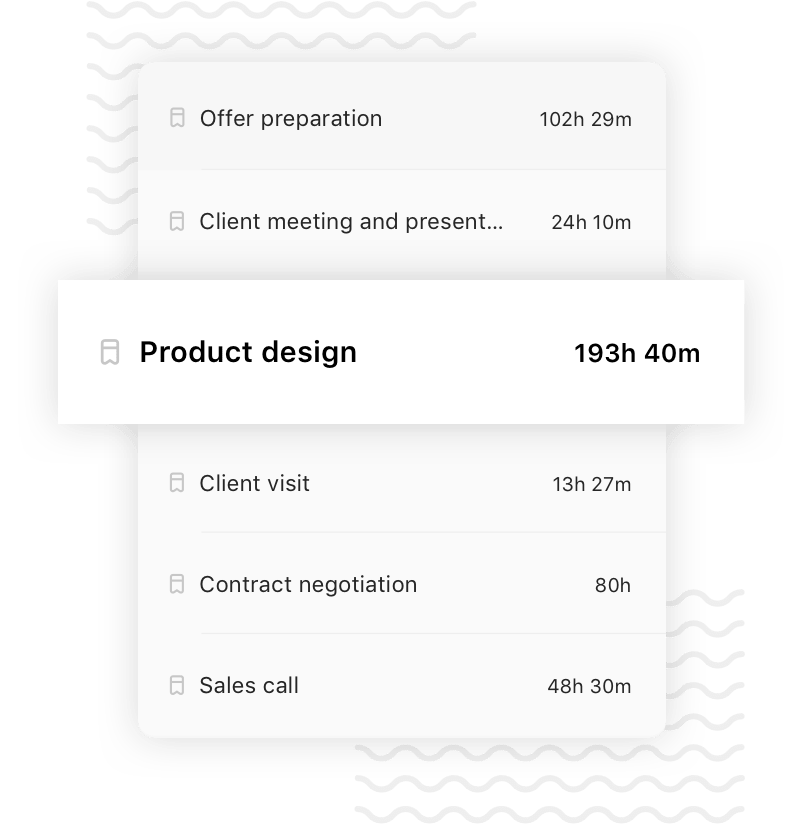 Offer preparation 102h 29m
Client meeting and present... 24h 10m
Product design 193h 40m
Client visit 13h 27m
Contract negotiation 80h
Sales call 48h 30m